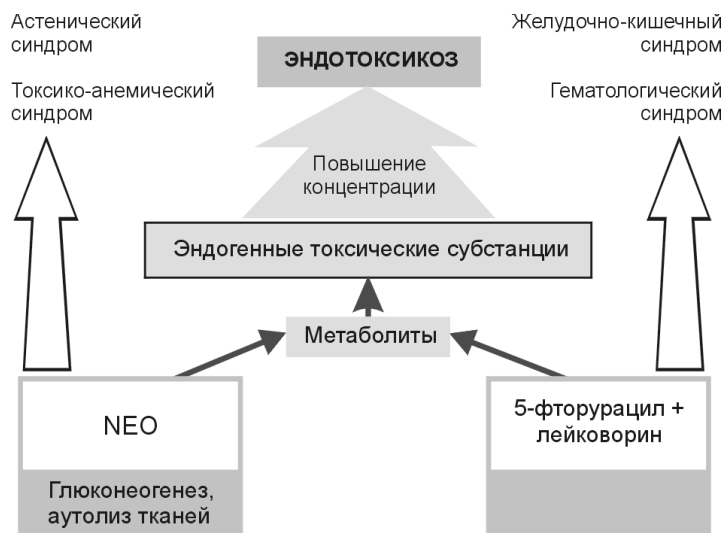 Астенический
синдром
Токсико-анемический
синдром
ЭНДОТОКСИКОЗ
Желудочно-кишечный
синдром
Гематологический
синдром
Повышение
концентрации
Эндогенные токсические субстанции
Метаболиты
NEO
Глюконеогенез,
аутолиз тканей
5-фторурацил +
лейковорин